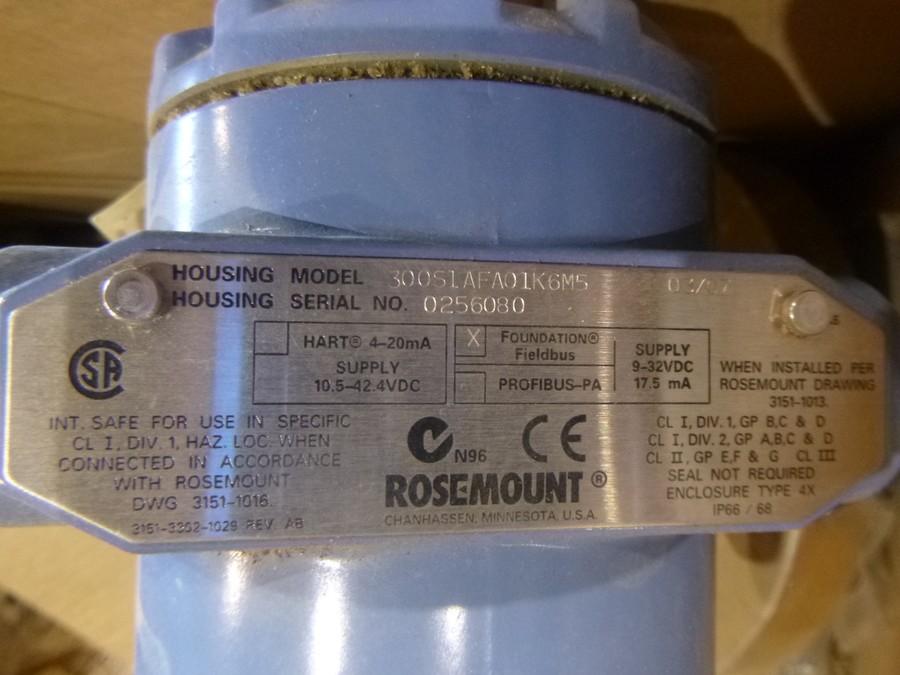 HOUSING MODEL 300S1AFA01K6M5
HOUSING SERIAL NO. 0256080
HART® 4-20mA
SUPPLY
10.5-42.4VDC
X FOUNDATION®
Fieldbus
PROFIBUS-PA
SUPPLY
9-32VDC
17.5 mA
SA
INT. SAFE FOR USE IN SPECIFIC
CL I, DIV. 1, HAZ. LOC. WHEN
CONNECTED IN ACCORDANCE
WITH ROSEMOUNT
DWG 3151-1016.
3151-3302-1029 REV AB
N96
CE
ROSEMOUNT®
CHANHASSEN, MINNESOTA, U.S.A.
WHEN INSTALLED PER
ROSEMOUNT DRAWING
3151-1013.
CL I, DIV. 1, GP B,C & D
CL I, DIV. 2, GP A,B,C & D
CL II, GP E,F & G CL III
SEAL NOT REQUIRED
ENCLOSURE TYPE 4X
IP66 / 68